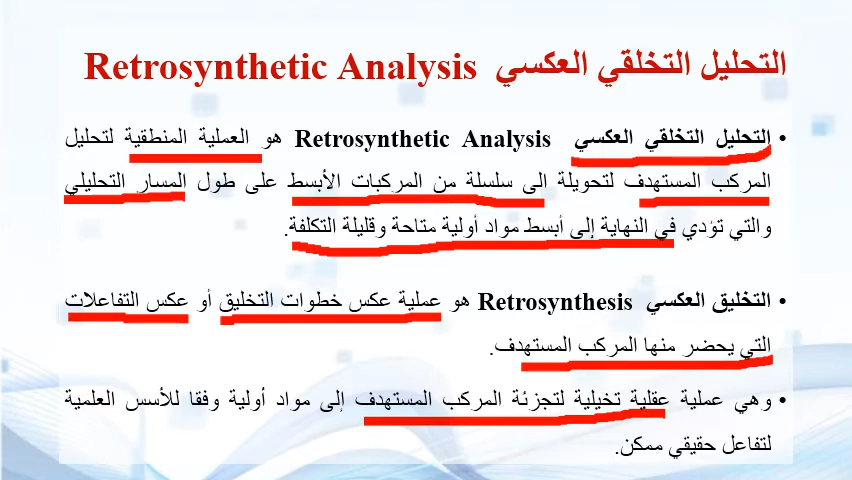 التحليل التخلقي العكسي Retrosynthetic Analysis
• التحليل التخلقي العكسي Retrosynthetic Analysis هو العملية المنطقية لتحليل
المركب المستهدف لتحويلة الى سلسلة من المركبات الأبسط على طول المسار التحليلي
والتي تؤدي في النهاية إلى أبسط مواد أولية متاحة وقليلة التكلفة.
• التخليق العكسي Retrosynthesis هو عملية عكس خطوات التخليق أو عكس التفاعلات
التي يحضر منها المركب المستهدف.
• وهي عملية عقلية تخيلية لتجزئة المركب المستهدف إلى مواد أولية وفقا للأسس العلمية
لتفاعل حقيقي ممكن.